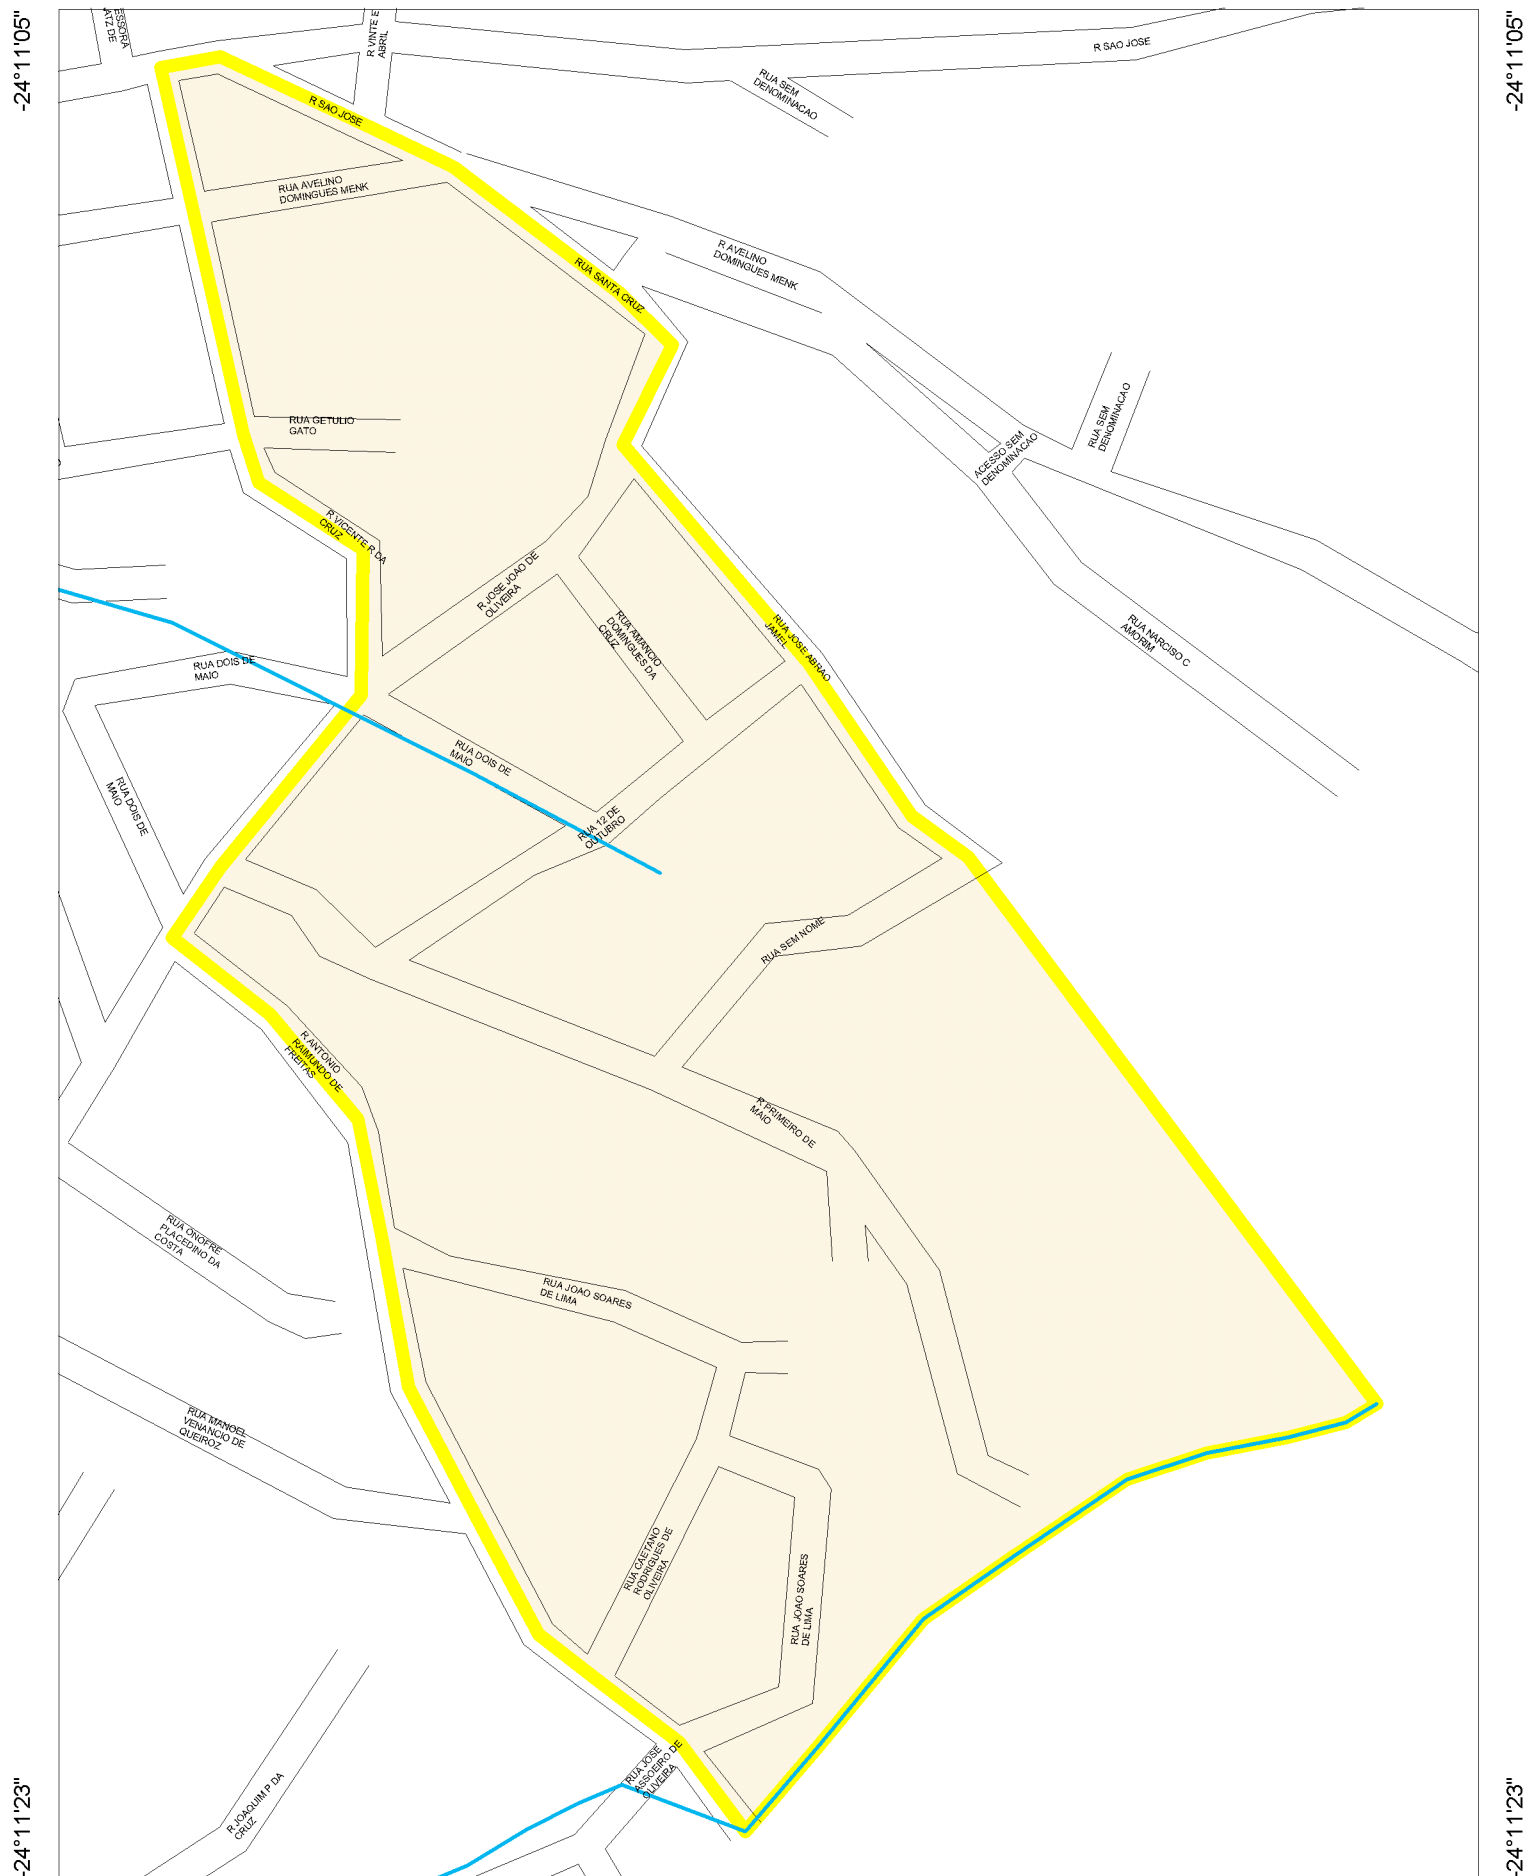 -24°11'05"
-24°11'05"
ESSORA
ATZ DE
R VINTE E
ABRIL
R SAO JOSE
RUA SEM
DENOMINACAO
R SAO JOSE
RUA AVELINO
DOMINGUES MENK
R AVELINO
DOMINGUES MENK
RUA SANTA CRUZ
RUA GETULIO
GATO
RUA SEM
DENOMINACAO
ACESSO SEM
DENOMINACAO
R VICENTE R DA
CRUZ
R JOSE JOAO DE
OLIVEIRA
RUA AMANCIO
DOMINGUES DA
CRUZ
RUA JOSE ABRAO
JAMEL
RUA NARCISO C
AMORIM
RUA DOIS DE
MAIO
RUA DOIS DE
MAIO
RUA DOIS DE
MAIO
RUA 12 DE
OUTUBRO
RUA SEM NOME
R ANTONIO
RAIMUNDO DE
FREITAS
R PRIMEIRO DE
MAIO
RUA ONOFRE
PLACEDINO DA
COSTA
RUA JOAO SOARES
DE LIMA
RUA MANOEL
VENANCIO DE
QUEIROZ
RUA CAETANO
RODRIGUES DE
OLIVEIRA
RUA JOAO SOARES
DE LIMA
RUA JOSE
ASSOEIRO DE
OLIVEIRA
R JOAQUIM P DA
CRUZ
-24°11'23"
-24°11'23"